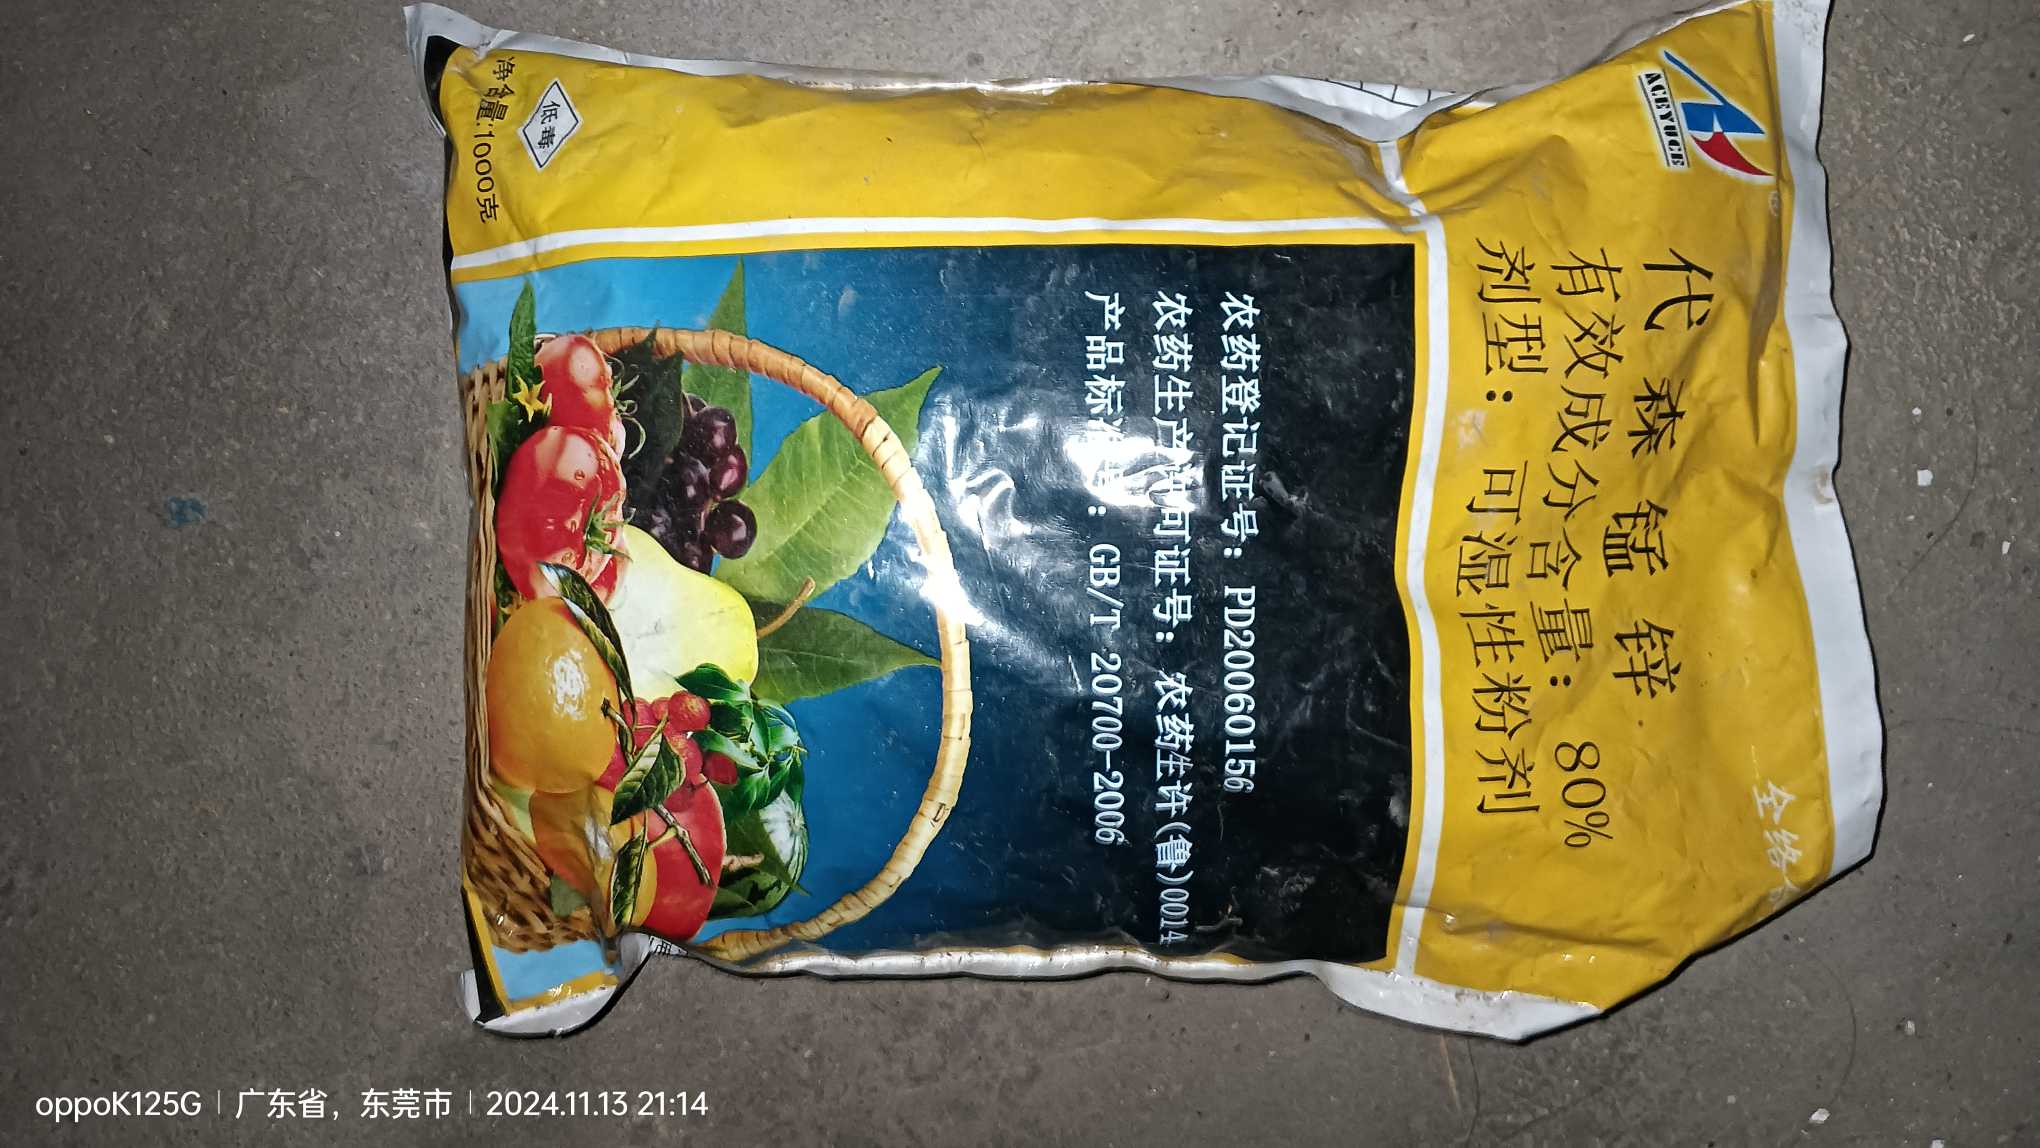 ACEYUCE
全络
代森锰锌
有效成分含量：80%
剂型：可湿性粉剂
农药登记证号：PD20060156
农药生产许可证号：农药生许(鲁)0014
产品标准号：GB/T 20700-2006
低毒
净含量:1000克
oppoK125G 广东省，东莞市 2024.11.13 21:14